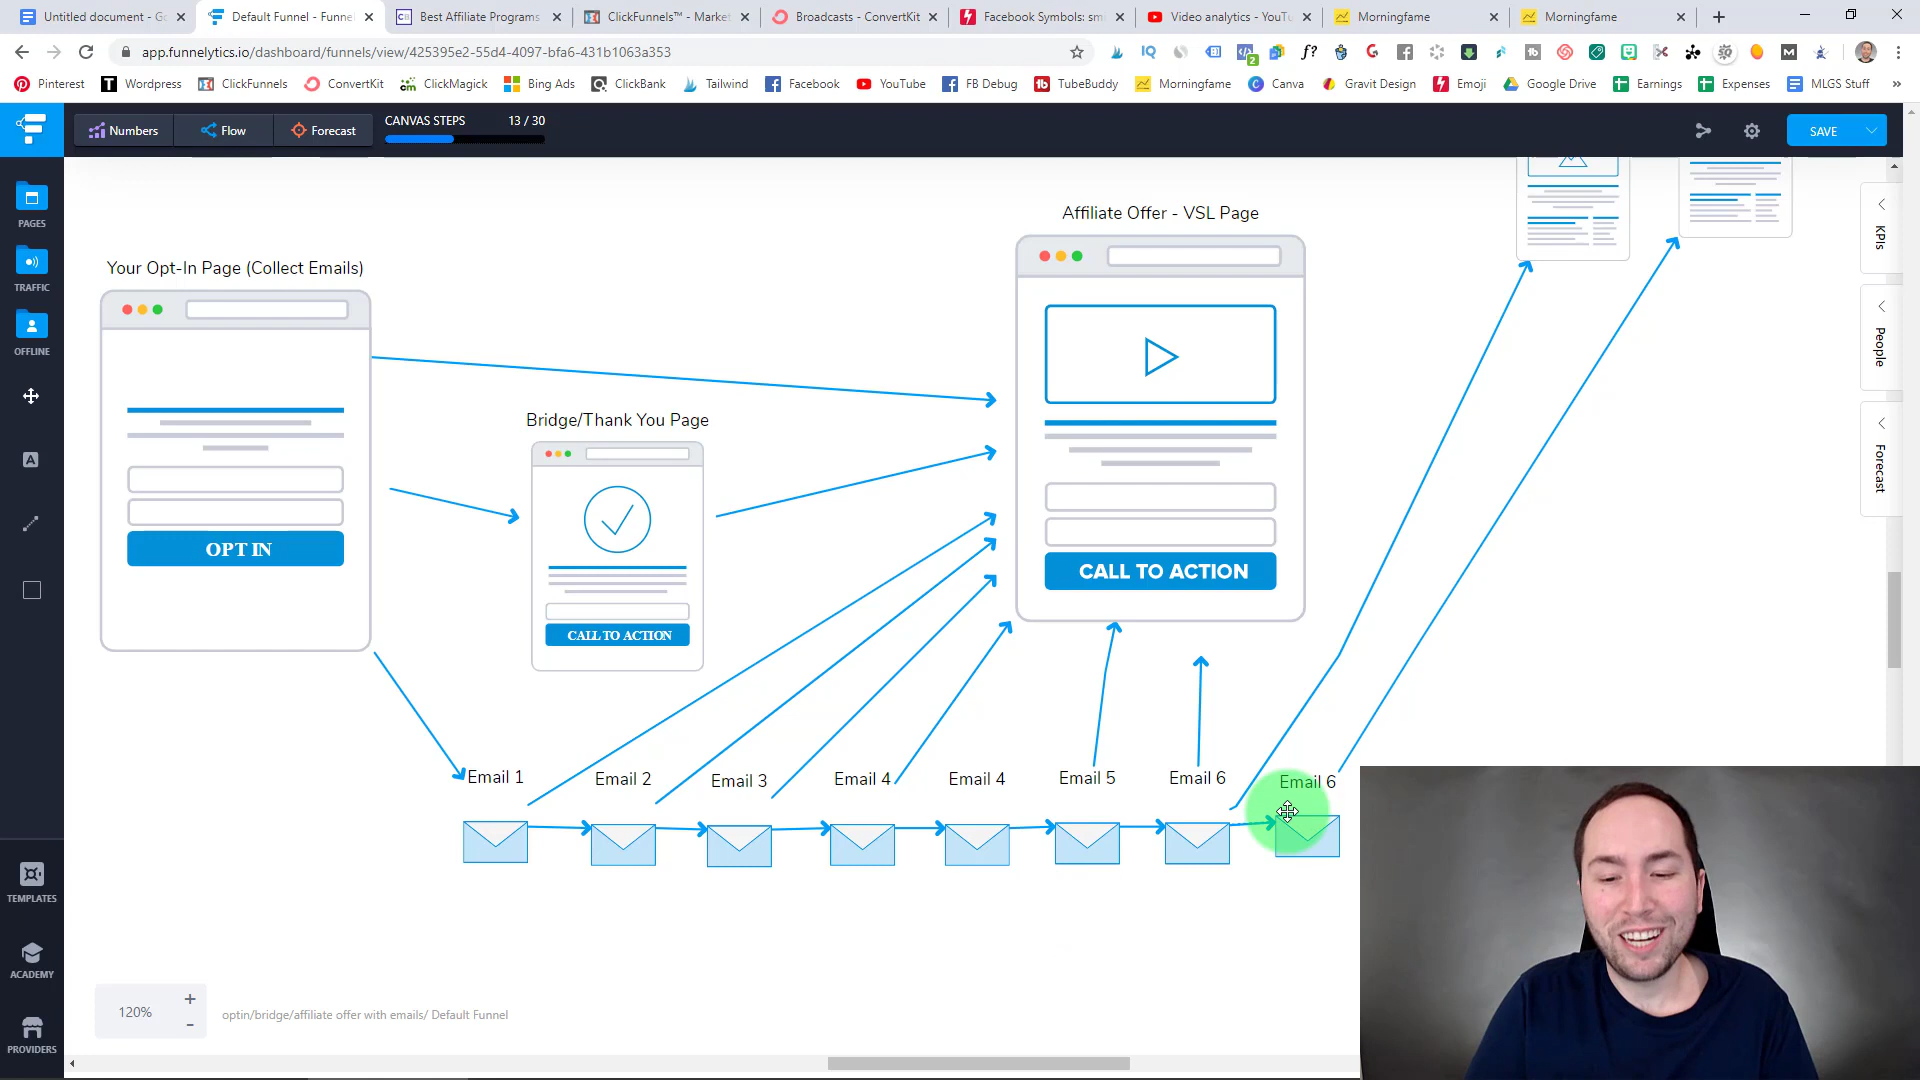 Untitled document - Go
Default Funnel - Funne
Best Affiliate Programs
ClickFunnels™ - Market
Broadcasts - ConvertKit
Facebook Symbols: sm
Video analytics - YouTu
Morningfame
Morningfame
app.funnelytics.io/dashboard/funnels/view/425395e2-55d4-4097-bfa6-431b1063a353
Pinterest
Wordpress
ClickFunnels
ConvertKit
ClickMagick
Bing Ads
ClickBank
Tailwind
Facebook
YouTube
FB Debug
TubeBuddy
Morningfame
Canva
Gravit Design
Emoji
Google Drive
Earnings
Expenses
MLGS Stuff
Numbers
Flow
Forecast
CANVAS STEPS 13 / 30
SAVE
PAGES
TRAFFIC
OFFLINE
TEMPLATES
ACADEMY
PROVIDERS
KPIs
People
Forecast
Affiliate Offer - VSL Page
Your Opt-In Page (Collect Emails)
Bridge/Thank You Page
OPT IN
CALL TO ACTION
CALL TO ACTION
Email 1
Email 2
Email 3
Email 4
Email 4
Email 5
Email 6
Email 6
120%
optin/bridge/affiliate offer with emails/ Default Funnel